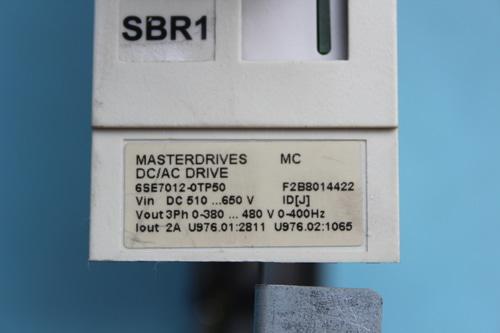 SBR1
MASTERDRIVES MC
DC/AC DRIVE
6SE7012-0TP50 F2B8014422
Vin DC 510 ... 650 V ID[J]
Vout 3Ph 0-380 ... 480 V 0-400Hz
Iout 2A U976.01:2811 U976.02:1065